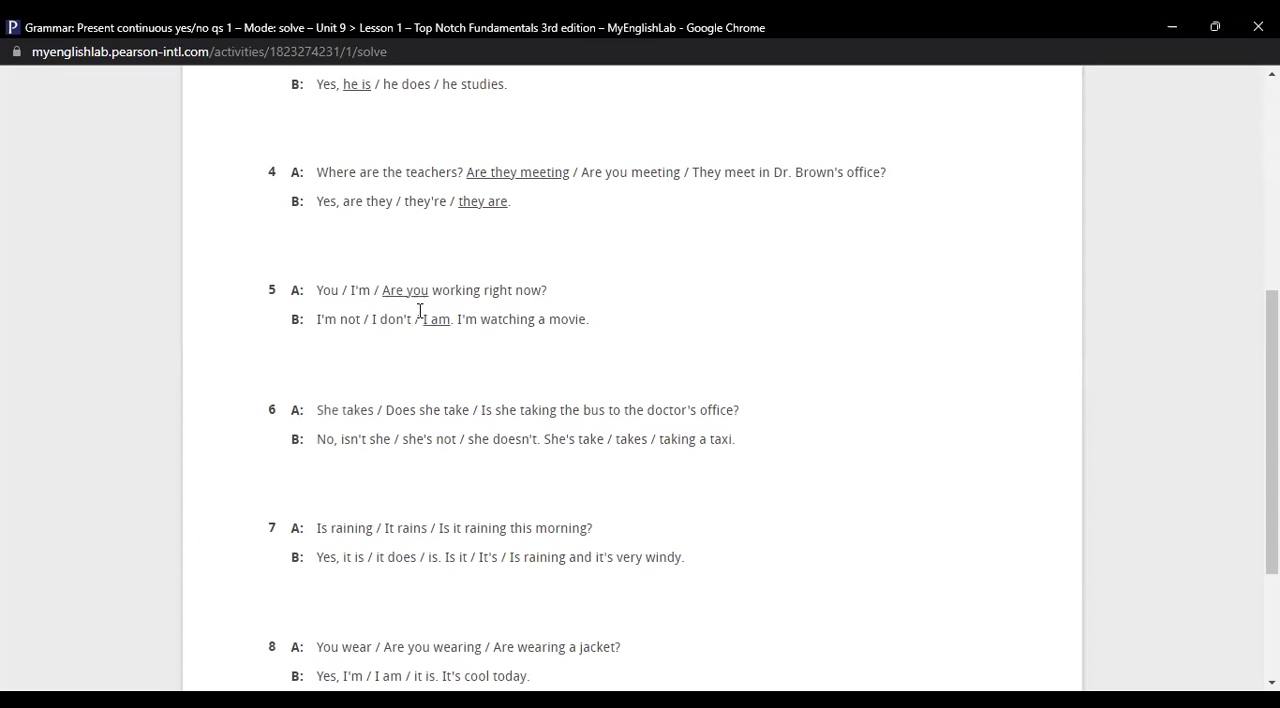 Grammar: Present continuous yes/no qs 1 – Mode: solve – Unit 9 > Lesson 1 – Top Notch Fundamentals 3rd edition – MyEnglishLab - Google Chrome
myenglishlab.pearson-intl.com/activities/1823274231/1/solve
B: Yes, he is / he does / he studies.
4 A: Where are the teachers? Are they meeting / Are you meeting / They meet in Dr. Brown's office?
B: Yes, are they / they're / they are.
5 A: You / I'm / Are you working right now?
B: I'm not / I don't / I am. I'm watching a movie.
6 A: She takes / Does she take / Is she taking the bus to the doctor's office?
B: No, isn't she / she's not / she doesn't. She's take / takes / taking a taxi.
7 A: Is raining / It rains / Is it raining this morning?
B: Yes, it is / it does / is. Is it / It's / Is raining and it's very windy.
8 A: You wear / Are you wearing / Are wearing a jacket?
B: Yes, I'm / I am / it is. It's cool today.